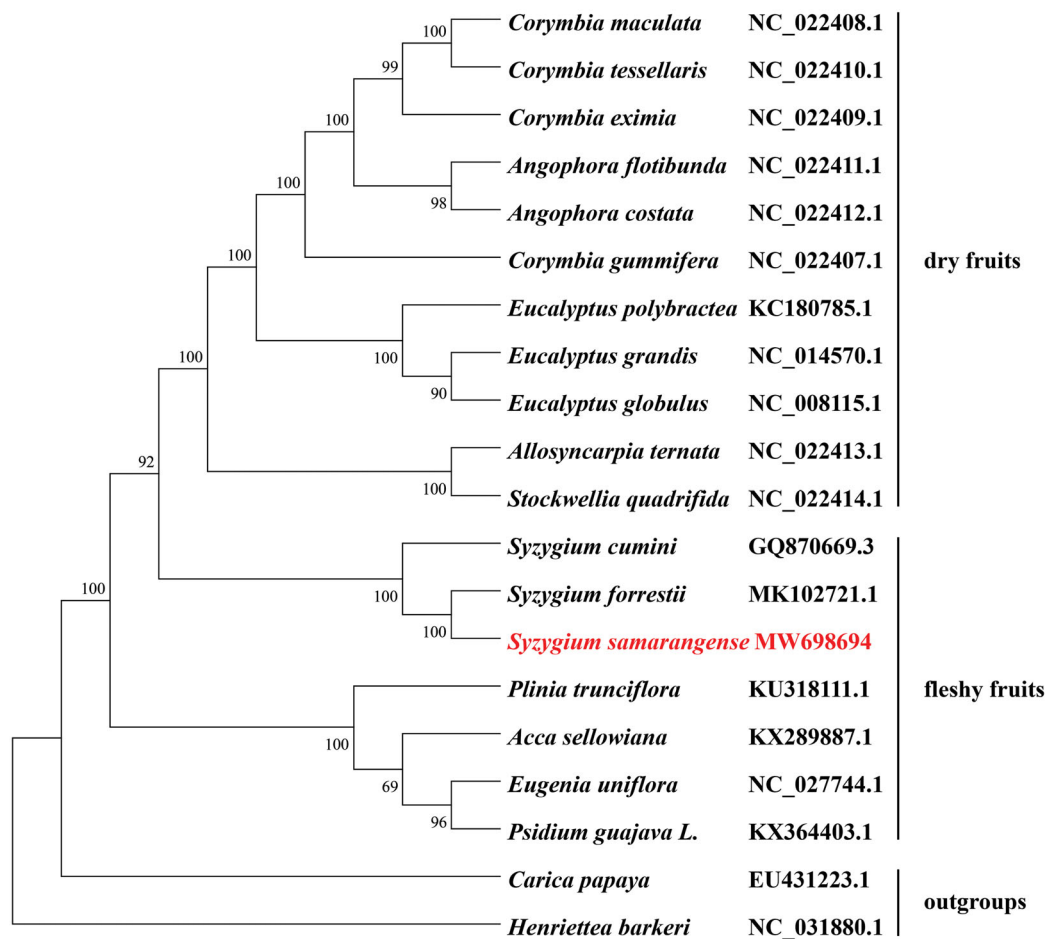 100 Corymbia maculata NC_022408.1
99 Corymbia tessellaris NC_022410.1
100 Corymbia eximia NC_022409.1
100 Angophora flotibunda NC_022411.1
98 Angophora costata NC_022412.1
100 Corymbia gummifera NC_022407.1 dry fruits
Eucalyptus polybractea KC180785.1
100 100 Eucalyptus grandis NC_014570.1
90 Eucalyptus globulus NC_008115.1
92 Allosyncarpia ternata NC_022413.1
100 Stockwellia quadrifida NC_022414.1
Syzygium cumini GQ870669.3
100 100 Syzygium forrestii MK102721.1
100 Syzygium samarangense MW698694
Plinia trunciflora KU318111.1 fleshy fruits
100 Acca sellowiana KX289887.1
69 Eugenia uniflora NC_027744.1
96 Psidium guajava L. KX364403.1
Carica papaya EU431223.1
outgroups
Henriettea barkeri NC_031880.1